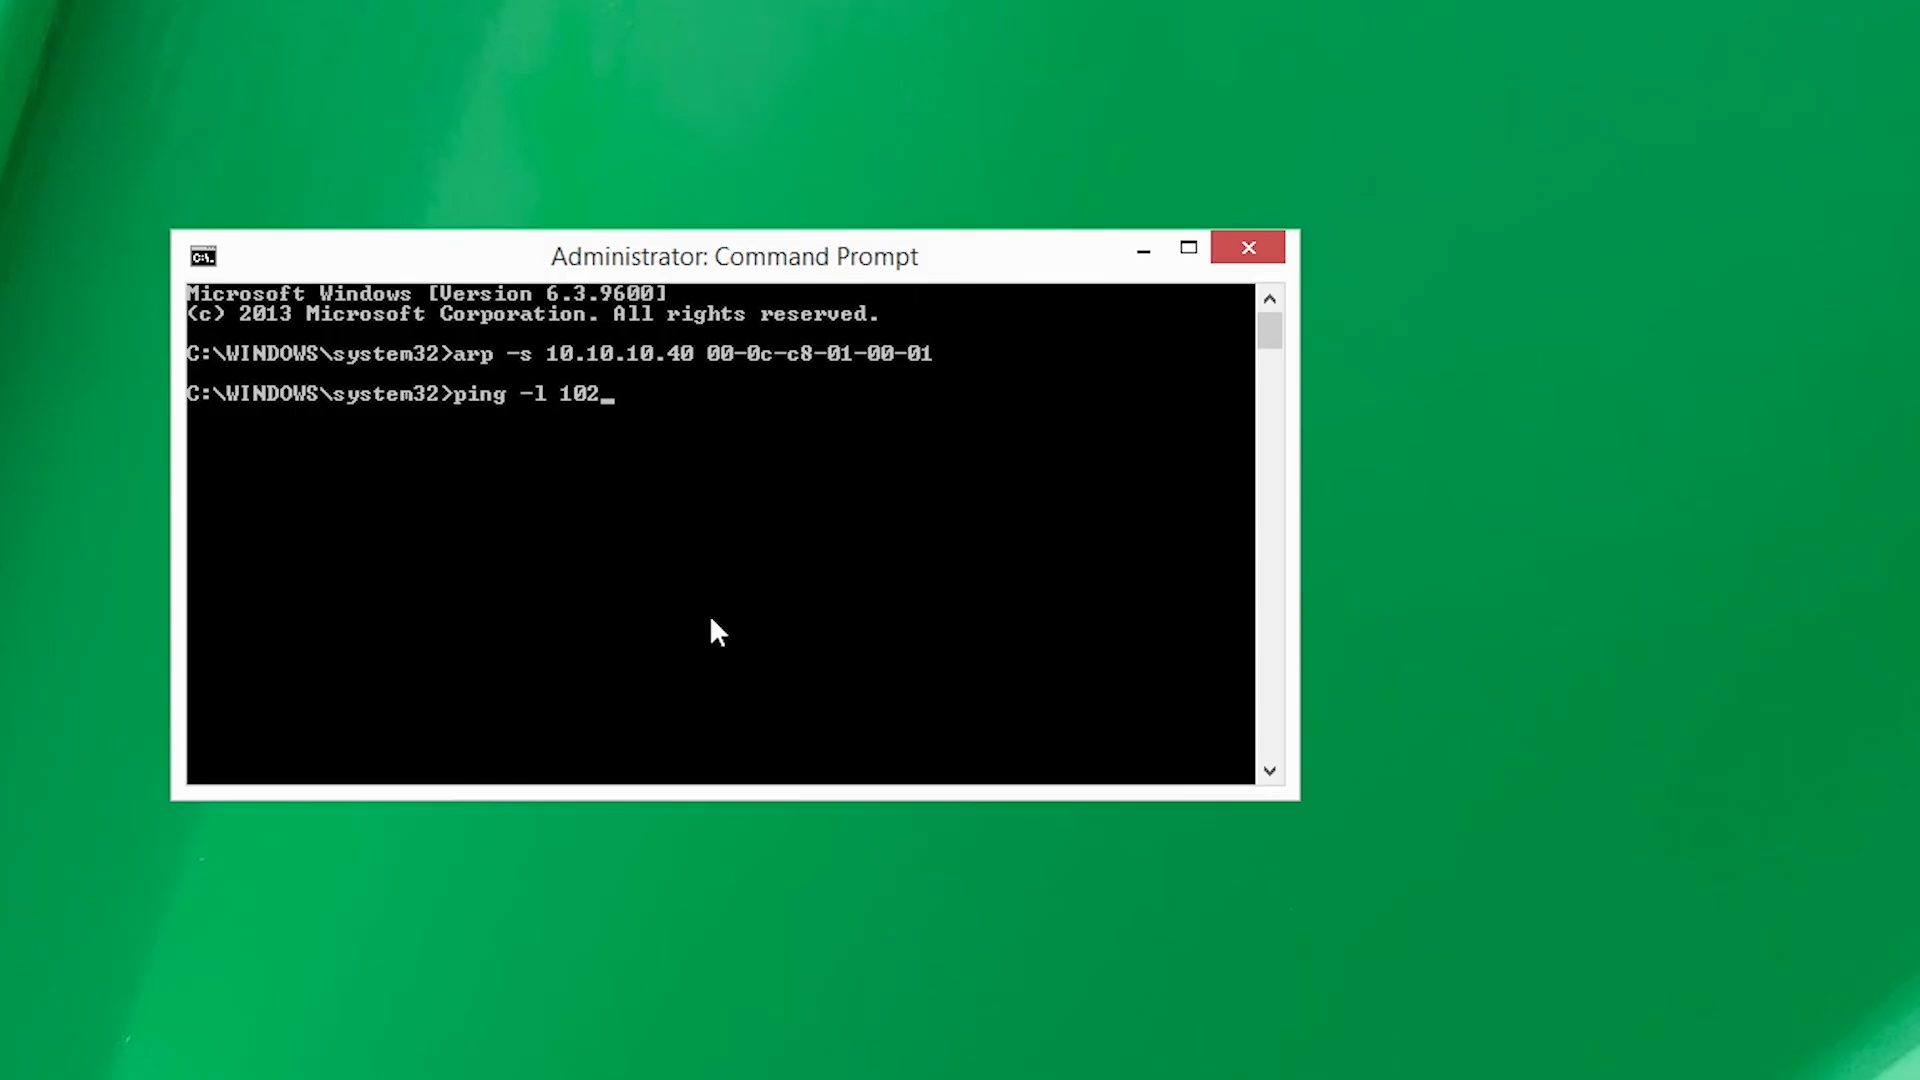 Administrator: Command Prompt
Microsoft Windows [Version 6.3.9600]
(c) 2013 Microsoft Corporation. All rights reserved.
C:\WINDOWS\system32>arp -s 10.10.10.40 00-0c-c8-01-00-01
C:\WINDOWS\system32>ping -l 102_